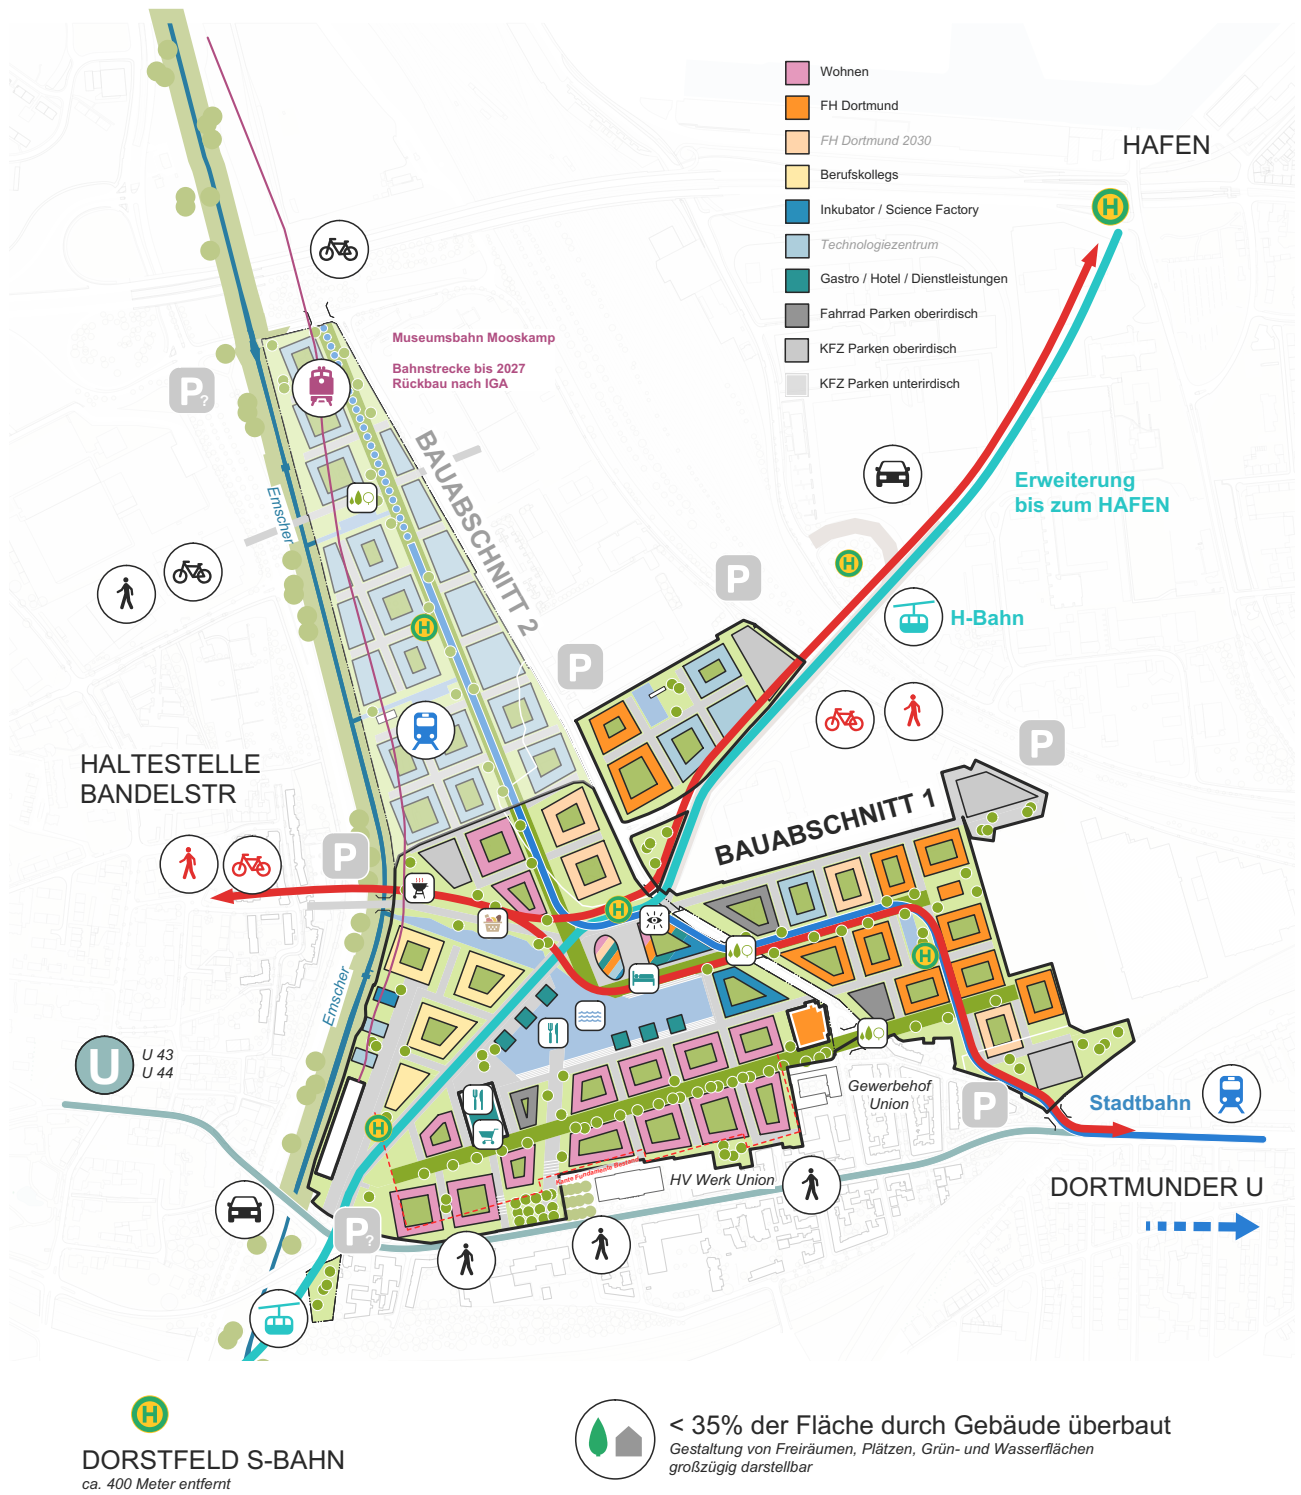 Wohnen
FH Dortmund
FH Dortmund 2030
Berufskollegs
Inkubator / Science Factory
Technologiezentrum
Gastro / Hotel / Dienstleistungen
Fahrrad Parken oberirdisch
KFZ Parken oberirdisch
KFZ Parken unterirdisch
HAFEN
H
Museumsbahn Mooskamp
Bahnstrecke bis 2027
Rückbau nach IGA
P?
BAUABSCHNITT 2
Emscher
Erweiterung
bis zum HAFEN
H
P
H-Bahn
H
P
P
HALTESTELLE
BANDELSTR
BAUABSCHNITT 1
P
H
H
Emscher
U
U 43
U 44
Gewerbehof
Union
P
Stadtbahn
H
Kante Fundamente Bestand
HV Werk Union
DORTMUNDER U
P?
H
DORSTFELD S-BAHN
ca. 400 Meter entfernt
< 35% der Fläche durch Gebäude überbaut
Gestaltung von Freiräumen, Plätzen, Grün- und Wasserflächen
großzügig darstellbar